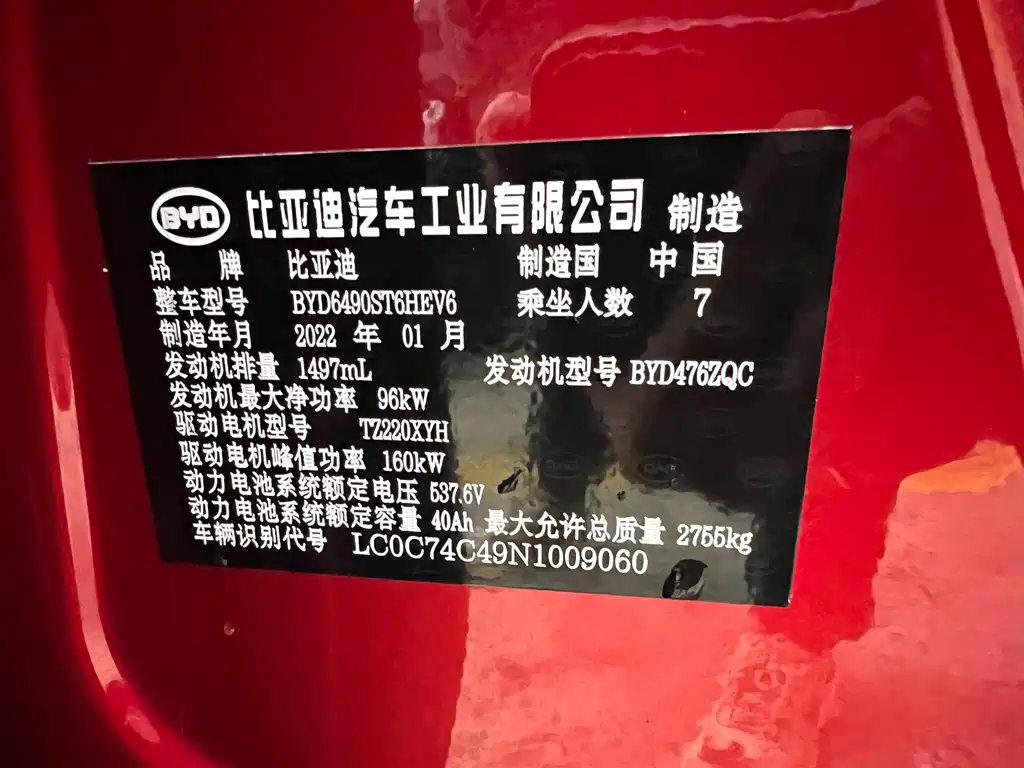 BYD 比亚迪汽车工业有限公司 制造
品 牌 比亚迪 制造国 中国
整车型号 BYD6490ST6HEV6 乘坐人数 7
制造年月 2022 年 01 月
发动机排量 1497mL 发动机型号 BYD476ZQC
发动机最大净功率 96kW
驱动电机型号 TZ220XYH
驱动电机峰值功率 160kW
动力电池系统额定电压 537.6V
动力电池系统额定容量 40Ah 最大允许总质量 2755kg
车辆识别代号 LC0C74C49N1009060